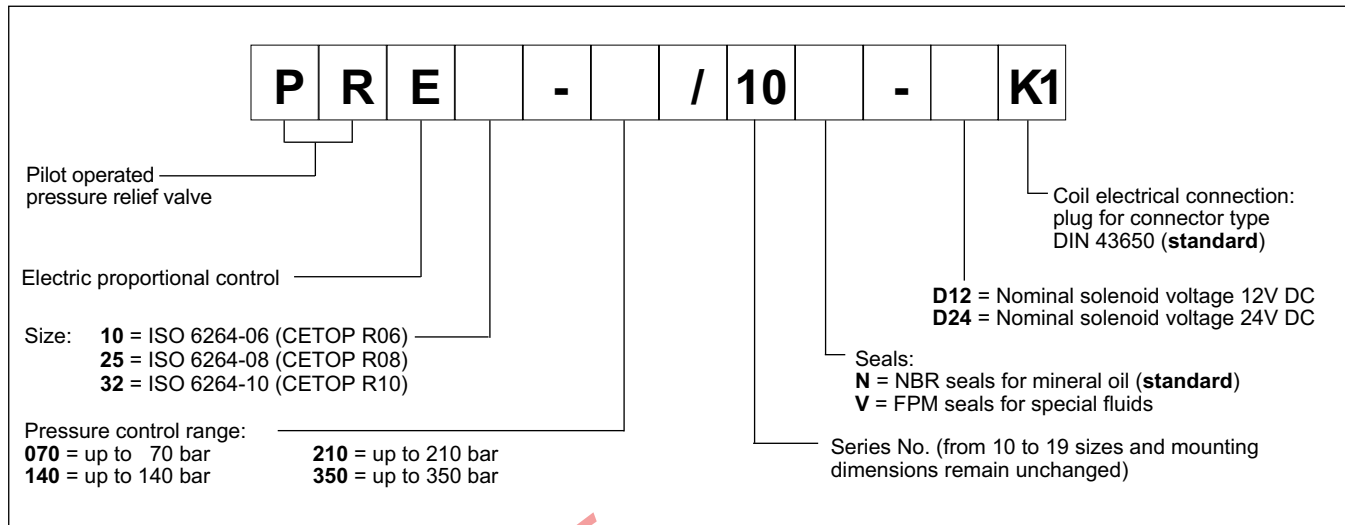 P R E - / 10 - K1
Pilot operated
pressure relief valve
Coil electrical connection:
plug for connector type
DIN 43650 (standard)
Electric proportional control
D12 = Nominal solenoid voltage 12V DC
D24 = Nominal solenoid voltage 24V DC
Size: 10 = ISO 6264-06 (CETOP R06)
25 = ISO 6264-08 (CETOP R08)
32 = ISO 6264-10 (CETOP R10)
Seals:
N = NBR seals for mineral oil (standard)
V = FPM seals for special fluids
Pressure control range:
070 = up to 70 bar 210 = up to 210 bar
140 = up to 140 bar 350 = up to 350 bar
Series No. (from 10 to 19 sizes and mounting
dimensions remain unchanged)